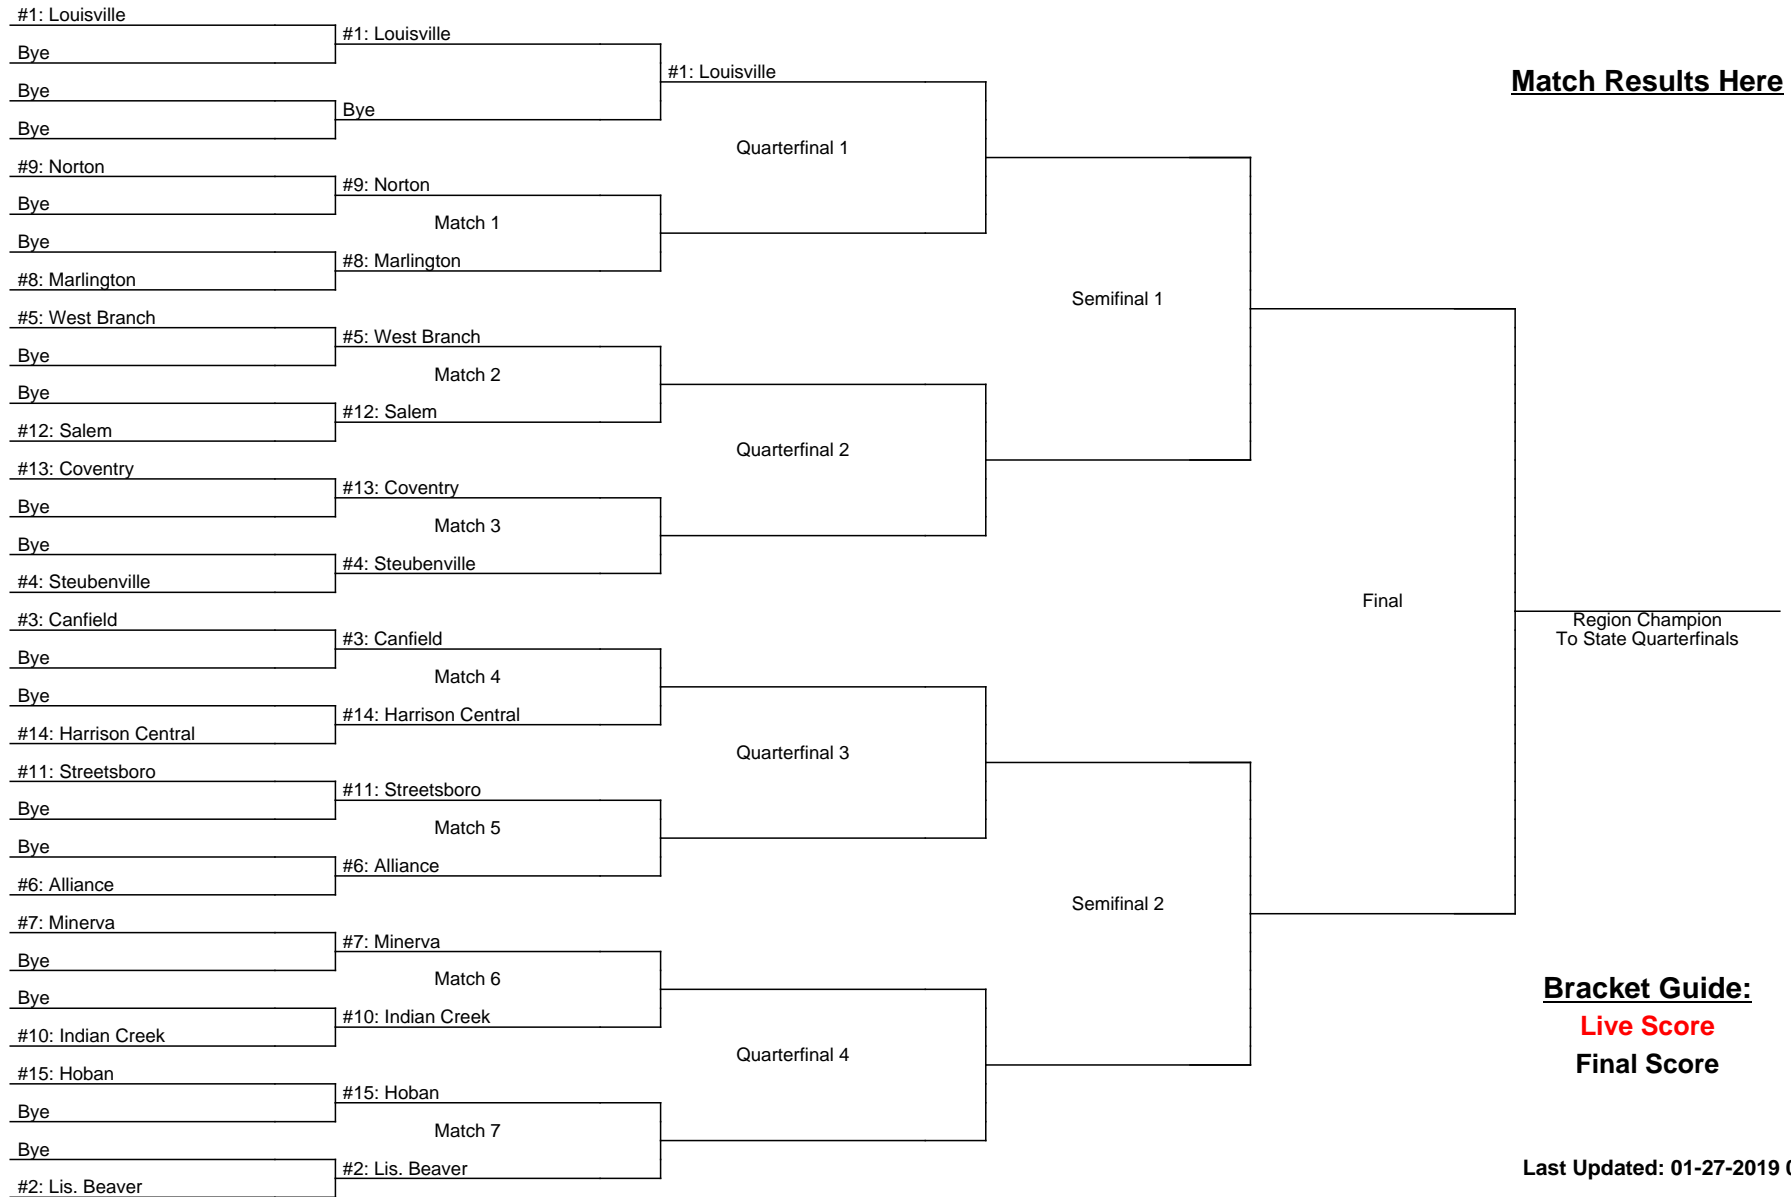 #1: Louisville
Bye
Bye
Bye
#9: Norton
Bye
Bye
#8: Marlington
#5: West Branch
Bye
Bye
#12: Salem
#13: Coventry
Bye
Bye
#4: Steubenville
#3: Canfield
Bye
Bye
#14: Harrison Central
#11: Streetsboro
Bye
Bye
#6: Alliance
#7: Minerva
Bye
Bye
#10: Indian Creek
#15: Hoban
Bye
Bye
#2: Lis. Beaver
#1: Louisville
Bye
#9: Norton
Match 1
#8: Marlington
#5: West Branch
Match 2
#12: Salem
#13: Coventry
Match 3
#4: Steubenville
#3: Canfield
Match 4
#14: Harrison Central
#11: Streetsboro
Match 5
#6: Alliance
#7: Minerva
Match 6
#10: Indian Creek
#15: Hoban
Match 7
#2: Lis. Beaver
#1: Louisville
Quarterfinal 1
Quarterfinal 2
Quarterfinal 3
Quarterfinal 4
Semifinal 1
Semifinal 2
Final
Region Champion
To State Quarterfinals
Match Results Here
Bracket Guide:
Live Score
Final Score
Last Updated: 01-27-2019